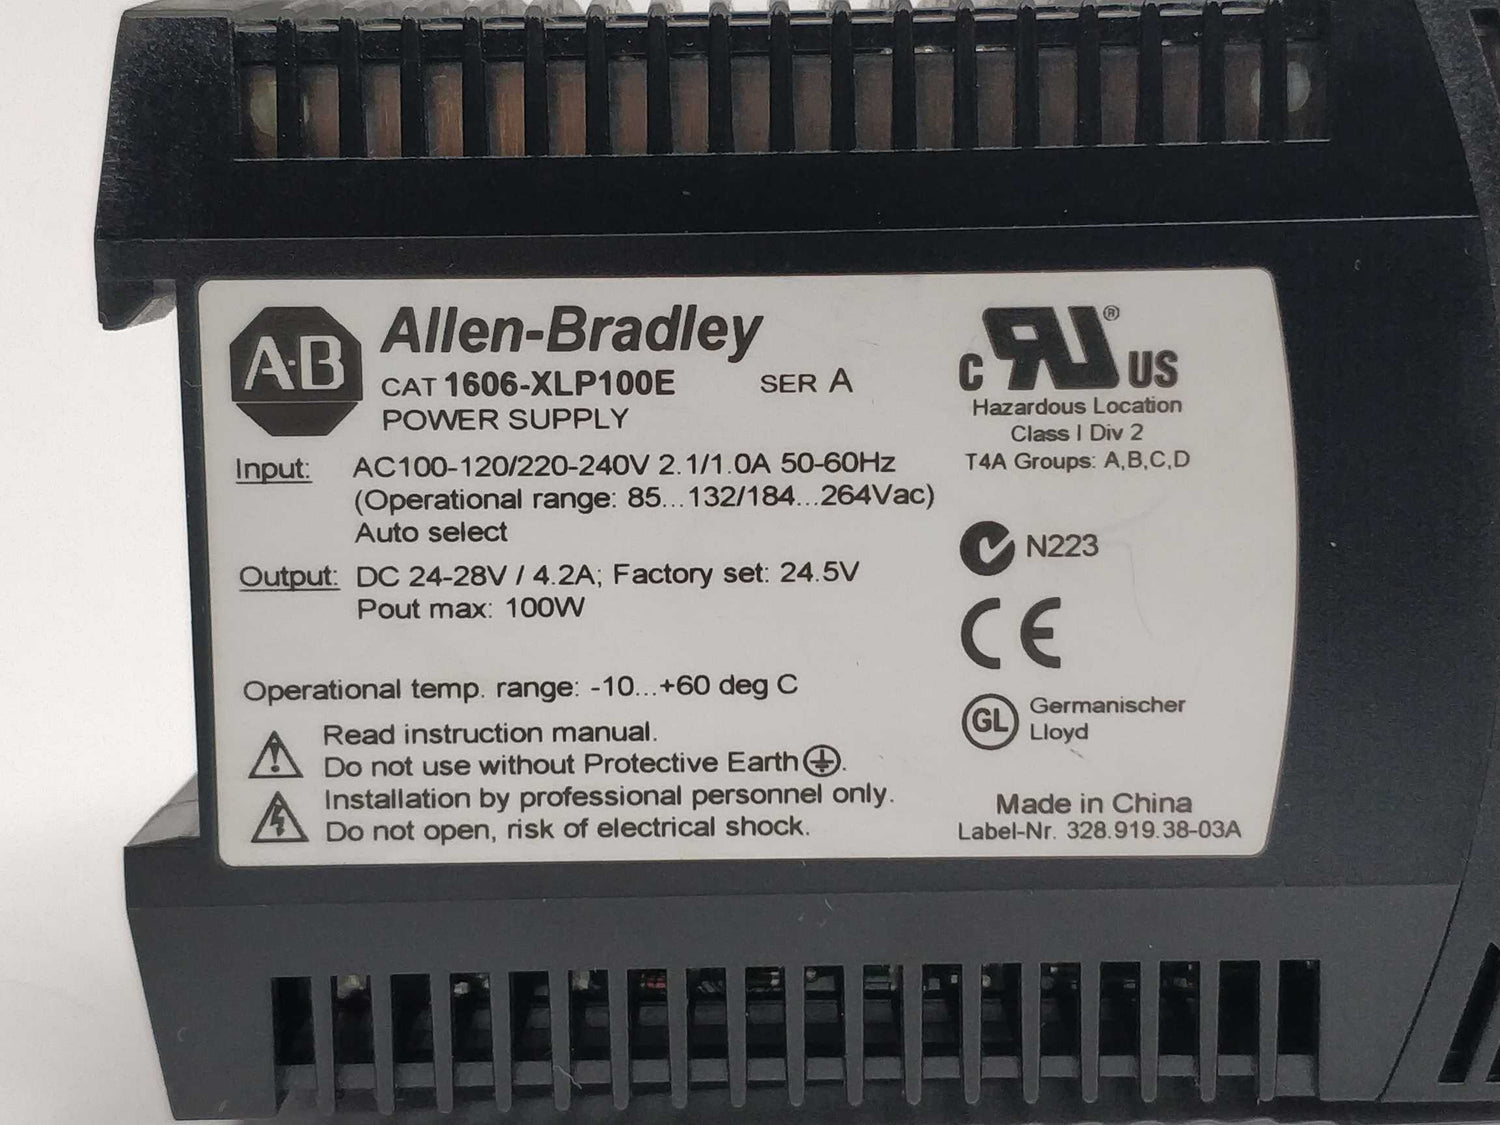 A·B
Allen-Bradley
CAT 1606-XLP100E SER A
POWER SUPPLY
Input: AC100-120/220-240V 2.1/1.0A 50-60Hz
(Operational range: 85...132/184...264Vac)
Auto select
Output: DC 24-28V / 4.2A; Factory set: 24.5V
Pout max: 100W
Operational temp. range: -10...+60 deg C
Read instruction manual.
Do not use without Protective Earth⏚.
Installation by professional personnel only.
Do not open, risk of electrical shock.
C RU® US
Hazardous Location
Class I Div 2
T4A Groups: A,B,C,D
N223
CE
GL Germanischer
Lloyd
Made in China
Label-Nr. 328.919.38-03A